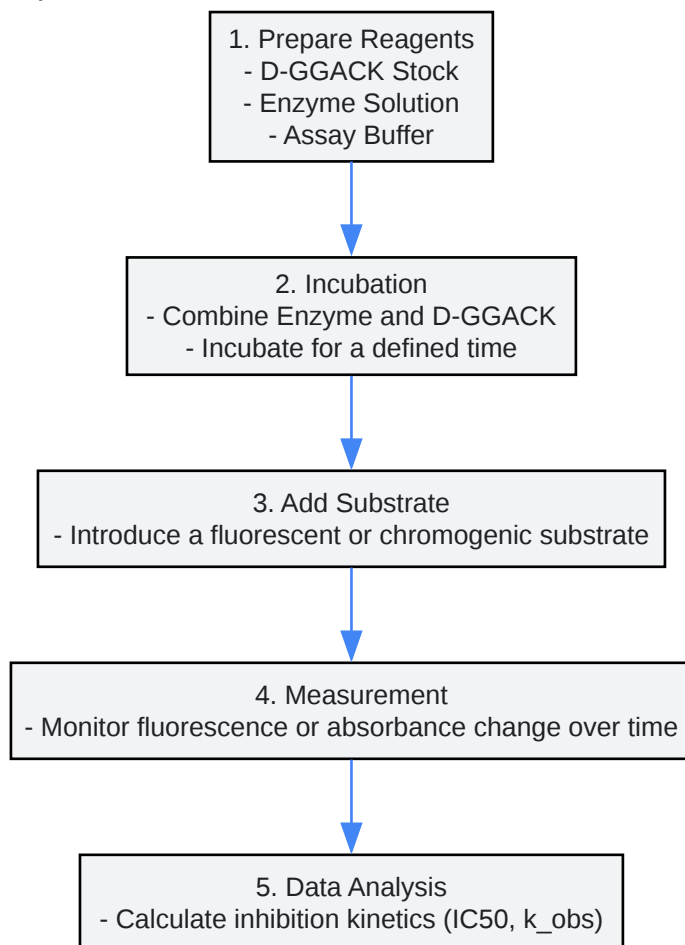 1. Prepare Reagents
- D-GGACK Stock
- Enzyme Solution
- Assay Buffer
2. Incubation
- Combine Enzyme and D-GGACK
- Incubate for a defined time
3. Add Substrate
- Introduce a fluorescent or chromogenic substrate
4. Measurement
- Monitor fluorescence or absorbance change over time
5. Data Analysis
- Calculate inhibition kinetics (IC50, k_obs)